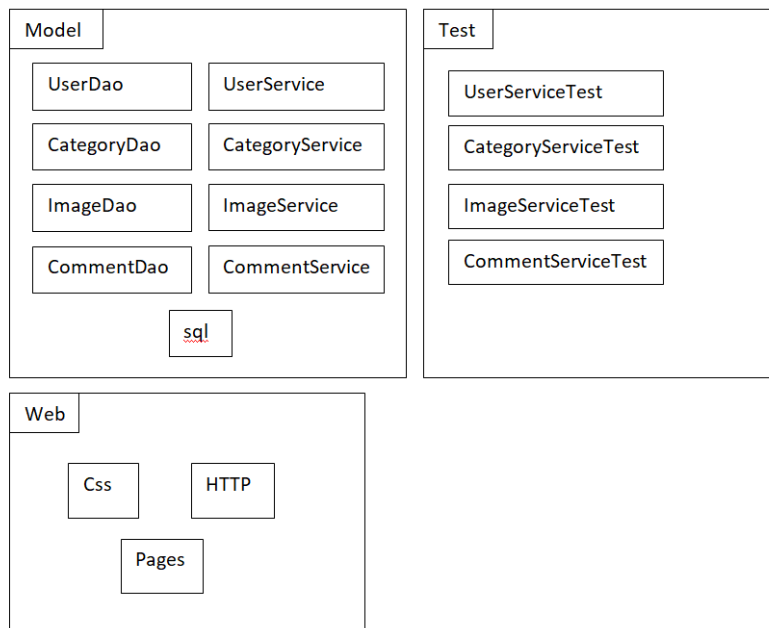 Model
UserDao
UserService
CategoryDao
CategoryService
ImageDao
ImageService
CommentDao
CommentService
sql
Test
UserServiceTest
CategoryServiceTest
ImageServiceTest
CommentServiceTest
Web
Css
HTTP
Pages